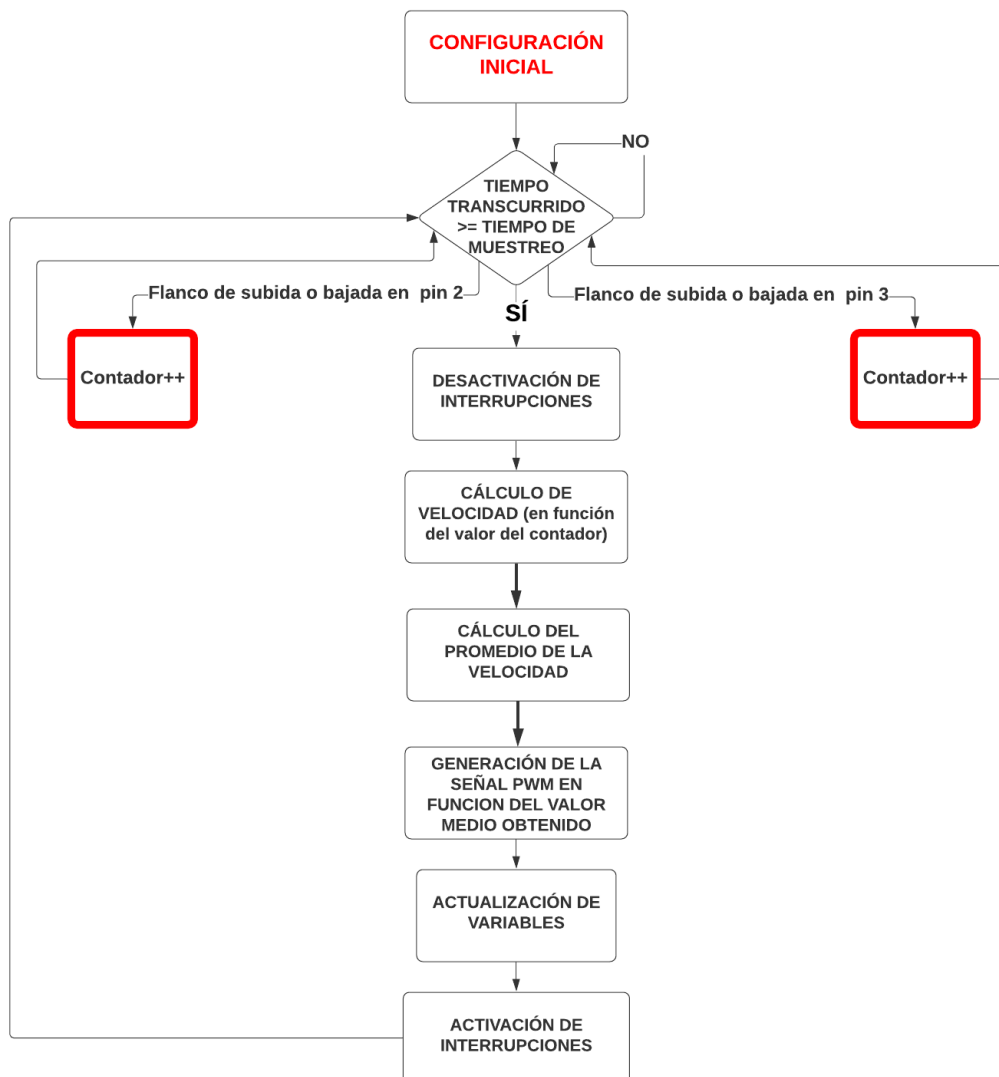 CONFIGURACIÓN
INICIAL
NO
TIEMPO
TRANSCURRIDO
>= TIEMPO DE
MUESTREO
Flanco de subida o bajada en pin 2
Flanco de subida o bajada en pin 3
SÍ
Contador++
Contador++
DESACTIVACIÓN DE
INTERRUPCIONES
CÁLCULO DE
VELOCIDAD (en función
del valor del contador)
CÁLCULO DEL
PROMEDIO DE LA
VELOCIDAD
GENERACIÓN DE LA
SEÑAL PWM EN
FUNCION DEL VALOR
MEDIO OBTENIDO
ACTUALIZACIÓN DE
VARIABLES
ACTIVACIÓN DE
INTERRUPCIONES